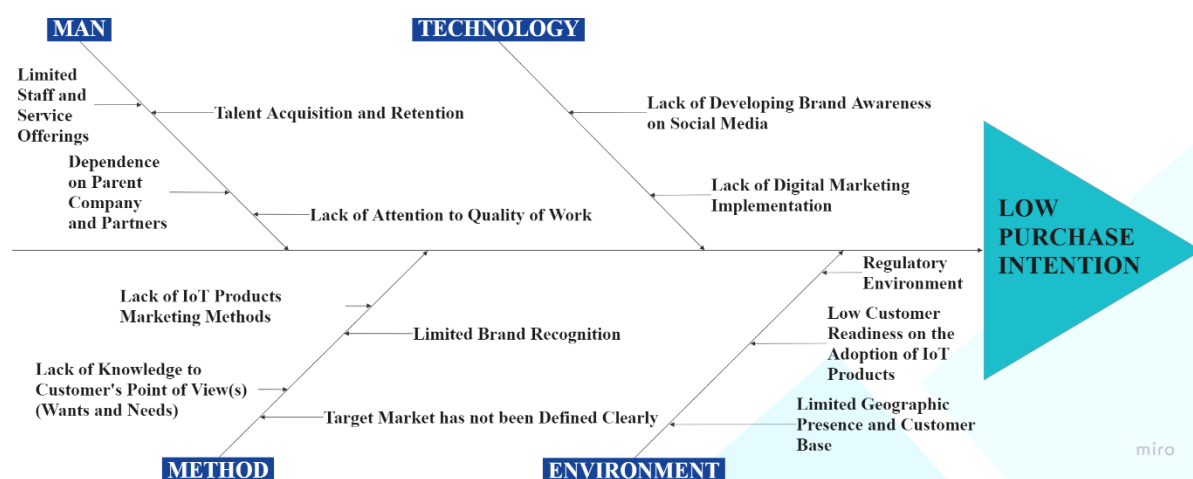 MAN
TECHNOLOGY
Limited
Staff and
Service
Offerings
Talent Acquisition and Retention
Dependence
on Parent
Company
and Partners
Lack of Attention to Quality of Work
Lack of Developing Brand Awareness
on Social Media
Lack of Digital Marketing
Implementation
LOW
PURCHASE
INTENTION
Lack of IoT Products
Marketing Methods
Limited Brand Recognition
Lack of Knowledge to
Customer's Point of View(s)
(Wants and Needs)
Target Market has not been Defined Clearly
Regulatory
Environment
Low Customer
Readiness on the
Adoption of IoT
Products
Limited Geographic
Presence and Customer
Base
METHOD
ENVIRONMENT
miro